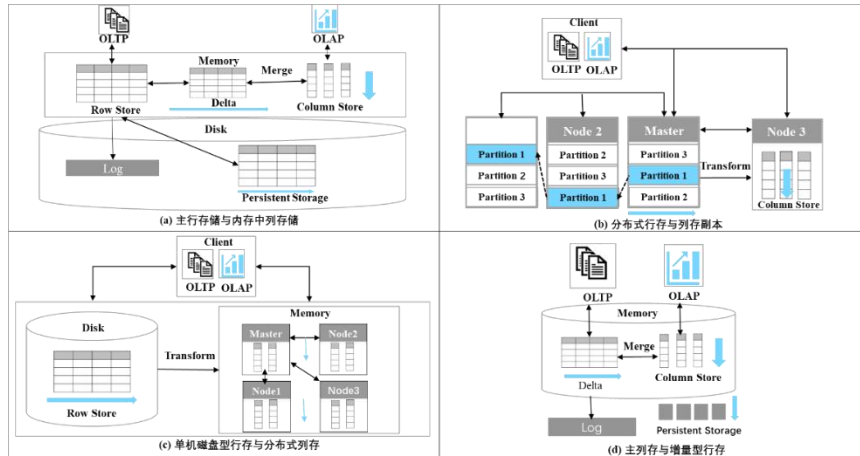 OLTP
OLAP
Memory
Merge
Row Store
Delta
Column Store
Disk
Log
Persistent Storage
(a) 主行存储与内存中列存储
Client
OLTP
OLAP
Node 2
Master
Node 3
Partition 1
Partition 2
Partition 3
Partition 2
Partition 3
Partition 1
Partition 3
Partition 1
Partition 2
Transform
Column Store
(b) 分布式行存与列存副本
Client
OLTP
OLAP
Disk
Row Store
Transform
Memory
Master
Node2
Node1
Node3
(c) 单机磁盘型行存与分布式列存
OLTP
OLAP
Memory
Merge
Delta
Column Store
Log
Persistent Storage
(d) 主列存与增量型行存